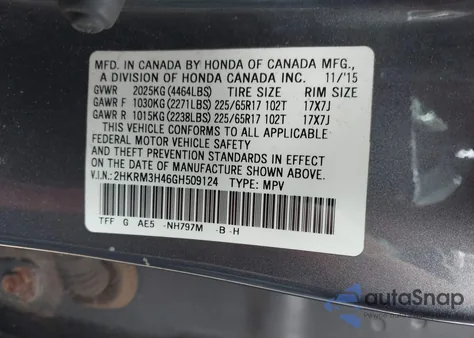 MFD. IN CANADA BY HONDA OF CANADA MFG.,
A DIVISION OF HONDA CANADA INC. 11/'15
GVWR 2025KG (4464LBS) TIRE SIZE RIM SIZE
GAWR F 1030KG (2271LBS) 225/65R17 102T 17X7J
GAWR R 1015KG (2238LBS) 225/65R17 102T 17X7J
THIS VEHICLE CONFORMS TO ALL APPLICABLE
FEDERAL MOTOR VEHICLE SAFETY
AND THEFT PREVENTION STANDARDS IN EFFECT ON
THE DATE OF MANUFACTURE SHOWN ABOVE.
V.I.N.: 2HKRM3H46GH509124 TYPE: MPV
TFF G AE5 -NH797M -B -H
autoSnap